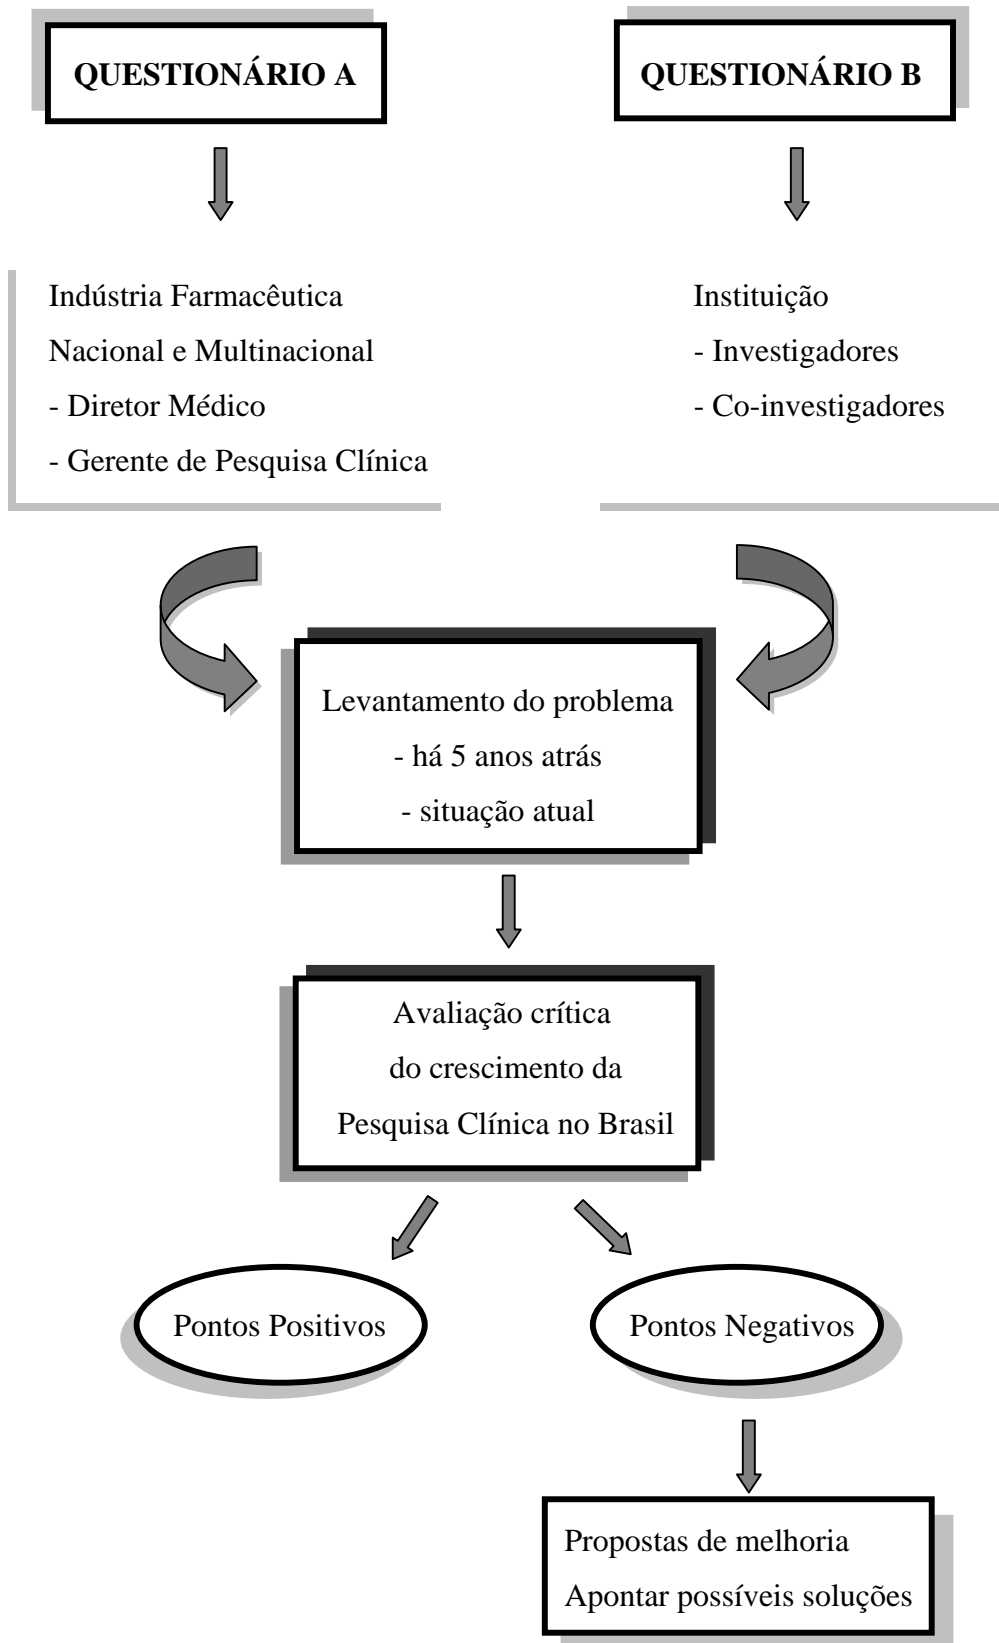 QUESTIONÁRIO A
QUESTIONÁRIO B
Indústria Farmacêutica
Nacional e Multinacional
- Diretor Médico
- Gerente de Pesquisa Clínica
Instituição
- Investigadores
- Co-investigadores
Levantamento do problema
- há 5 anos atrás
- situação atual
Avaliação crítica
do crescimento da
Pesquisa Clínica no Brasil
Pontos Positivos
Pontos Negativos
Propostas de melhoria
Apontar possíveis soluções